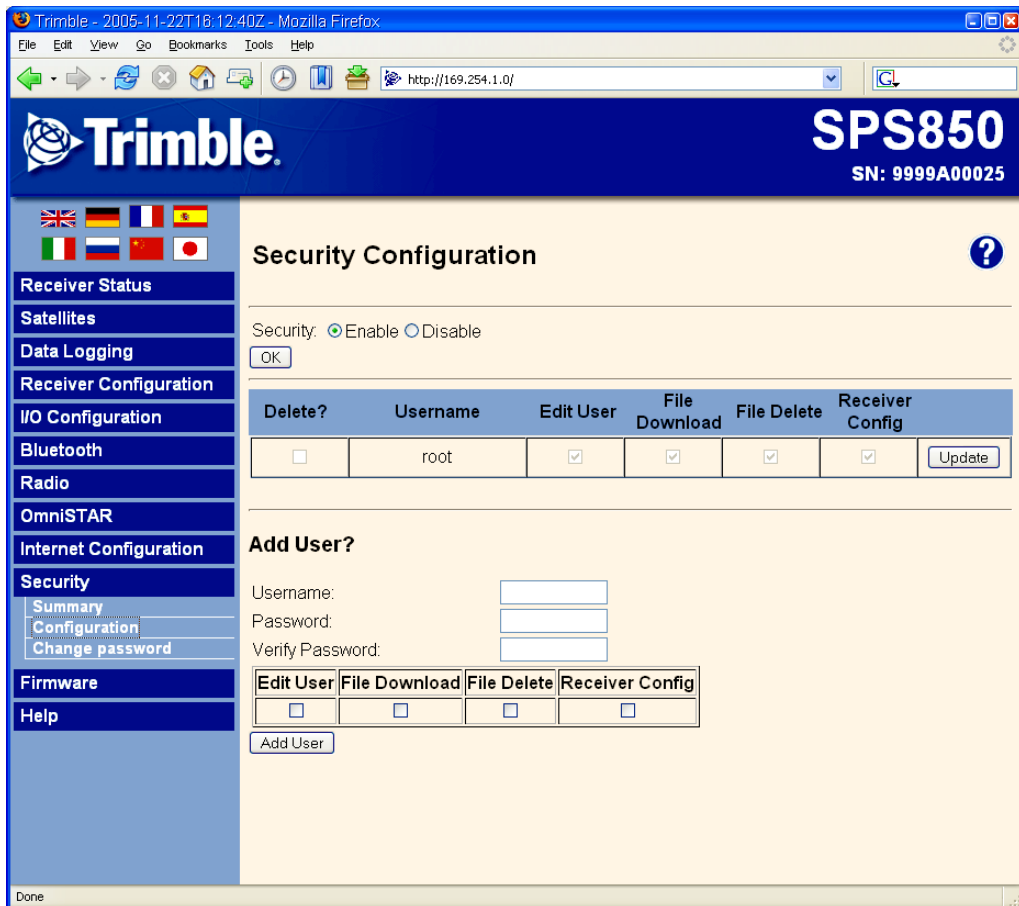 Trimble - 2005-11-22T16:12:40Z - Mozilla Firefox
File Edit View Go Bookmarks Tools Help
http://169.254.1.0/
G
Trimble.
SPS850
SN: 9999A00025
Receiver Status
Satellites
Data Logging
Receiver Configuration
I/O Configuration
Bluetooth
Radio
OmniSTAR
Internet Configuration
Security
Summary
Configuration
Change password
Firmware
Help
Security Configuration
?
Security: Enable Disable
OK
Delete? Username Edit User File Download File Delete Receiver Config
root Update
Add User?
Username:
Password:
Verify Password:
Edit User File Download File Delete Receiver Config
Add User
Done